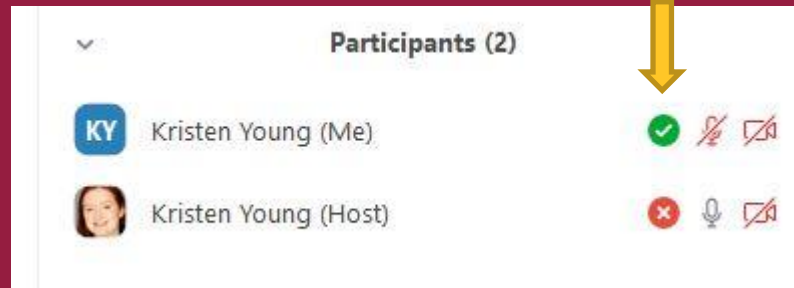 Participants (2)
KY Kristen Young (Me)
Kristen Young (Host)